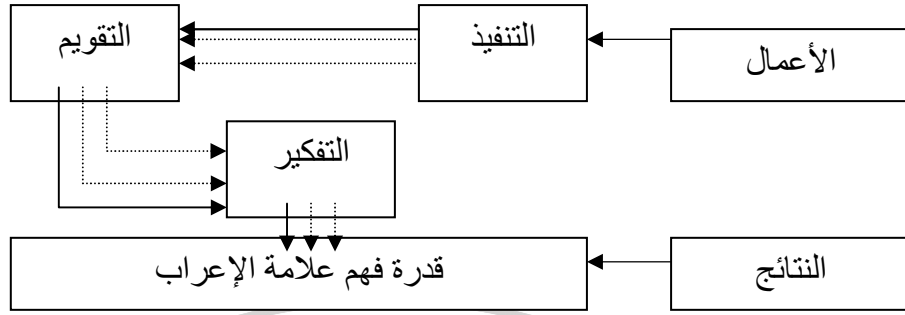 الأعمال
التنفيذ
التقويم
التفكير
النتائج
قدرة فهم علامة الإعراب